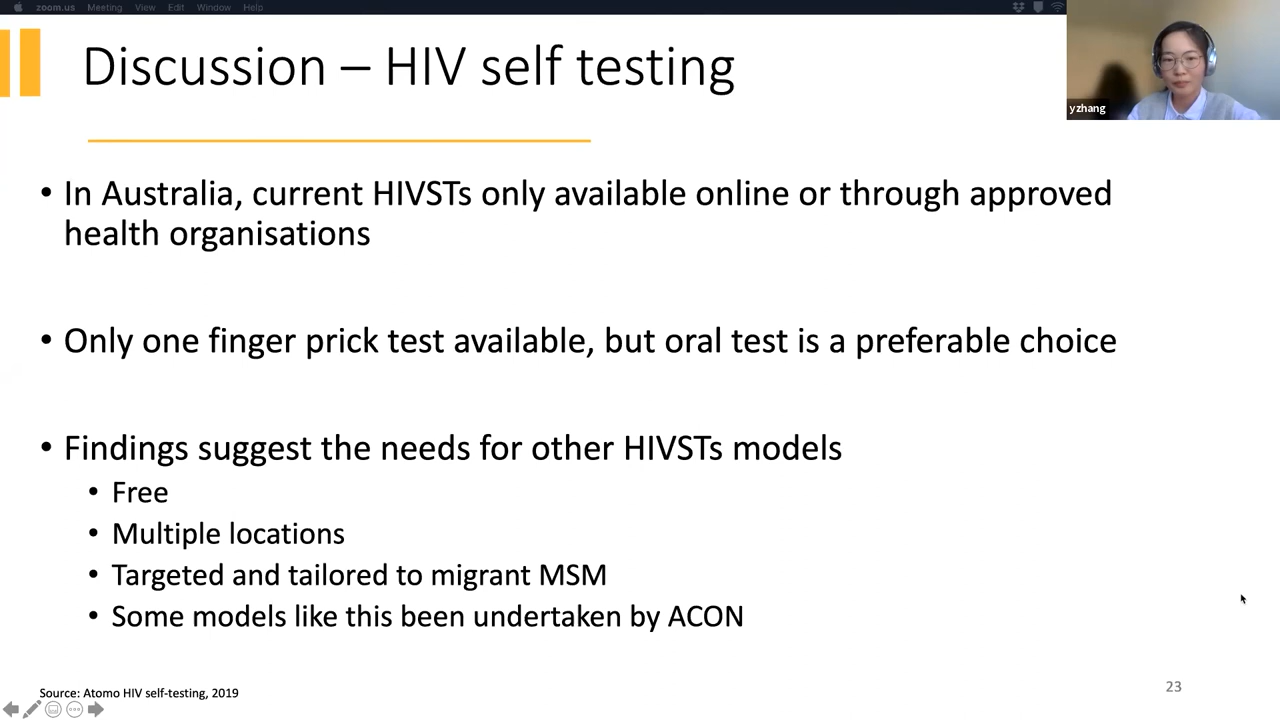 zoom.us Meeting View Edit Window Help
Discussion – HIV self testing
yzhang
• In Australia, current HIVSTs only available online or through approved
health organisations
• Only one finger prick test available, but oral test is a preferable choice
• Findings suggest the needs for other HIVSTs models
• Free
• Multiple locations
• Targeted and tailored to migrant MSM
• Some models like this been undertaken by ACON
Source: Atomo HIV self-testing, 2019
23